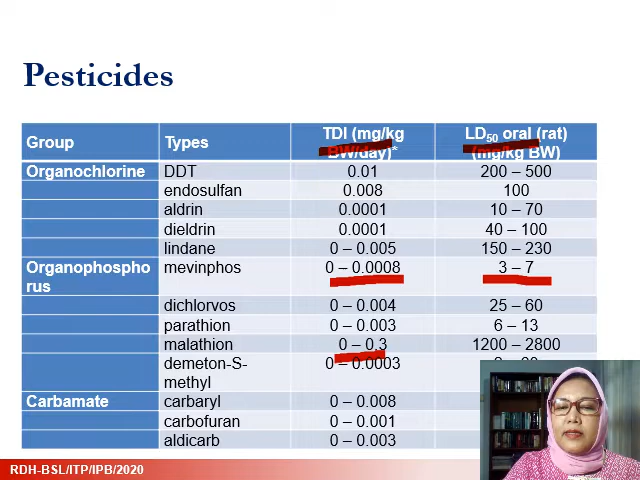 Pesticides
Group Types TDI (mg/kg BW/day)* LD50 oral (rat) (mg/kg BW)
Organochlorine DDT 0.01 200 – 500
endosulfan 0.008 100
aldrin 0.0001 10 – 70
dieldrin 0.0001 40 – 100
lindane 0 – 0.005 150 – 230
Organophospho
rus mevinphos 0 – 0.0008 3 – 7
dichlorvos 0 – 0.004 25 – 60
parathion 0 – 0.003 6 – 13
malathion 0 – 0.3 1200 – 2800
demeton-S-
methyl 0 – 0.0003
Carbamate carbaryl 0 – 0.008
carbofuran 0 – 0.001
aldicarb 0 – 0.003
RDH-BSL/ITP/IPB/2020